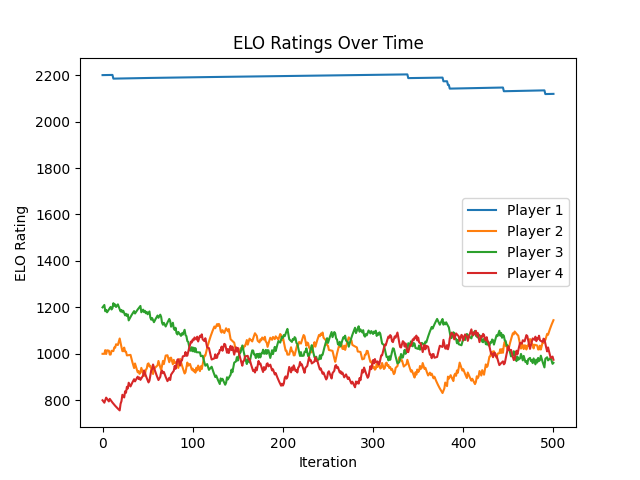 ELO Ratings Over Time
ELO Rating
2200
2000
1800
1600
1400
1200
1000
800
Player 1
Player 2
Player 3
Player 4
0
100
200
300
400
500
Iteration